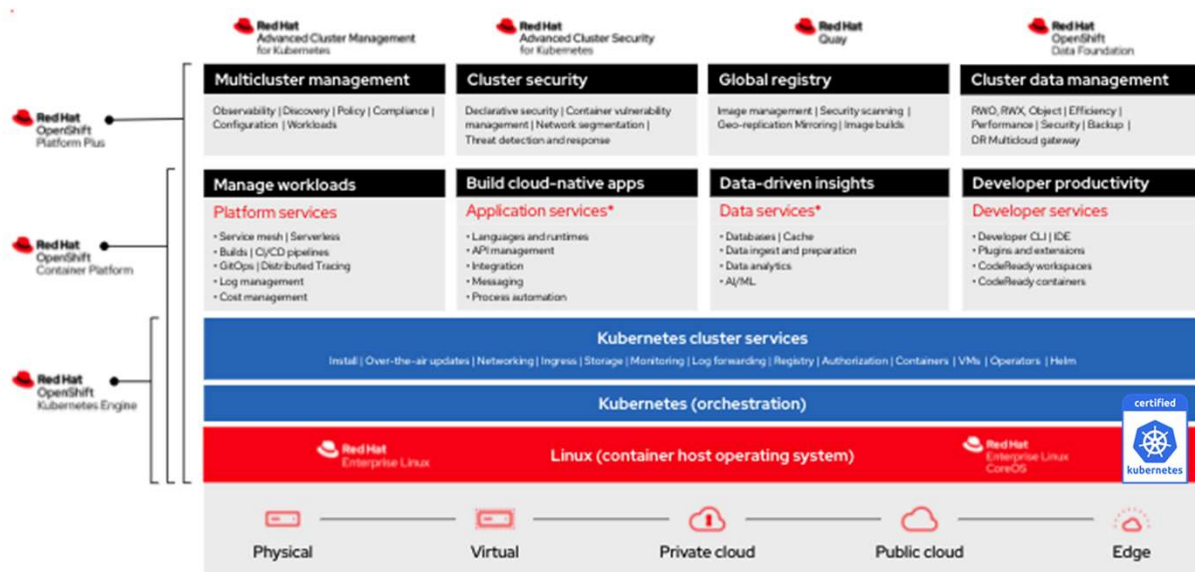 Red Hat
Advanced Cluster Management
for Kubernetes
Red Hat
Advanced Cluster Security
for Kubernetes
Red Hat
Quay
Red Hat
OpenShift
Data Foundation
Red Hat
OpenShift
Platform Plus
Multicluster management
Observability | Discovery | Policy | Compliance |
Configuration | Workloads
Cluster security
Declarative security | Container vulnerability
management | Network segmentation |
Threat detection and response
Global registry
Image management | Security scanning |
Geo-replication Mirroring | Image builds
Cluster data management
RWO, RWX, Object | Efficiency |
Performance | Security | Backup |
DR Multicloud gateway
Red Hat
OpenShift
Container Platform
Manage workloads
Platform services
• Service mesh | Serverless
• Builds | CI/CD pipelines
• GitOps | Distributed Tracing
• Log management
• Cost management
Build cloud-native apps
Application services*
• Languages and runtimes
• API management
• Integration
• Messaging
• Process automation
Data-driven insights
Data services*
• Databases | Cache
• Data ingest and preparation
• Data analytics
• AI/ML
Developer productivity
Developer services
• Developer CLI | IDE
• Plugins and extensions
• CodeReady workspaces
• CodeReady containers
Red Hat
OpenShift
Kubernetes Engine
Kubernetes cluster services
Install | Over-the-air updates | Networking | Ingress | Storage | Monitoring | Log forwarding | Registry | Authorization | Containers | VMs | Operators | Helm
Kubernetes (orchestration)
certified
kubernetes
Red Hat
Enterprise Linux
Linux (container host operating system)
Red Hat
Enterprise Linux
CoreOS
Physical
Virtual
Private cloud
Public cloud
Edge